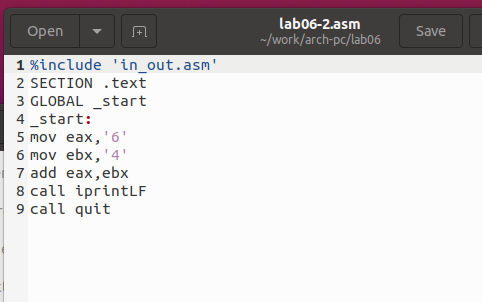 Open
lab06-2.asm
~/work/arch-pc/lab06
Save
1 %include 'in_out.asm'
2 SECTION .text
3 GLOBAL _start
4 _start:
5 mov eax,'6'
6 mov ebx,'4'
7 add eax,ebx
8 call iprintLF
9 call quit